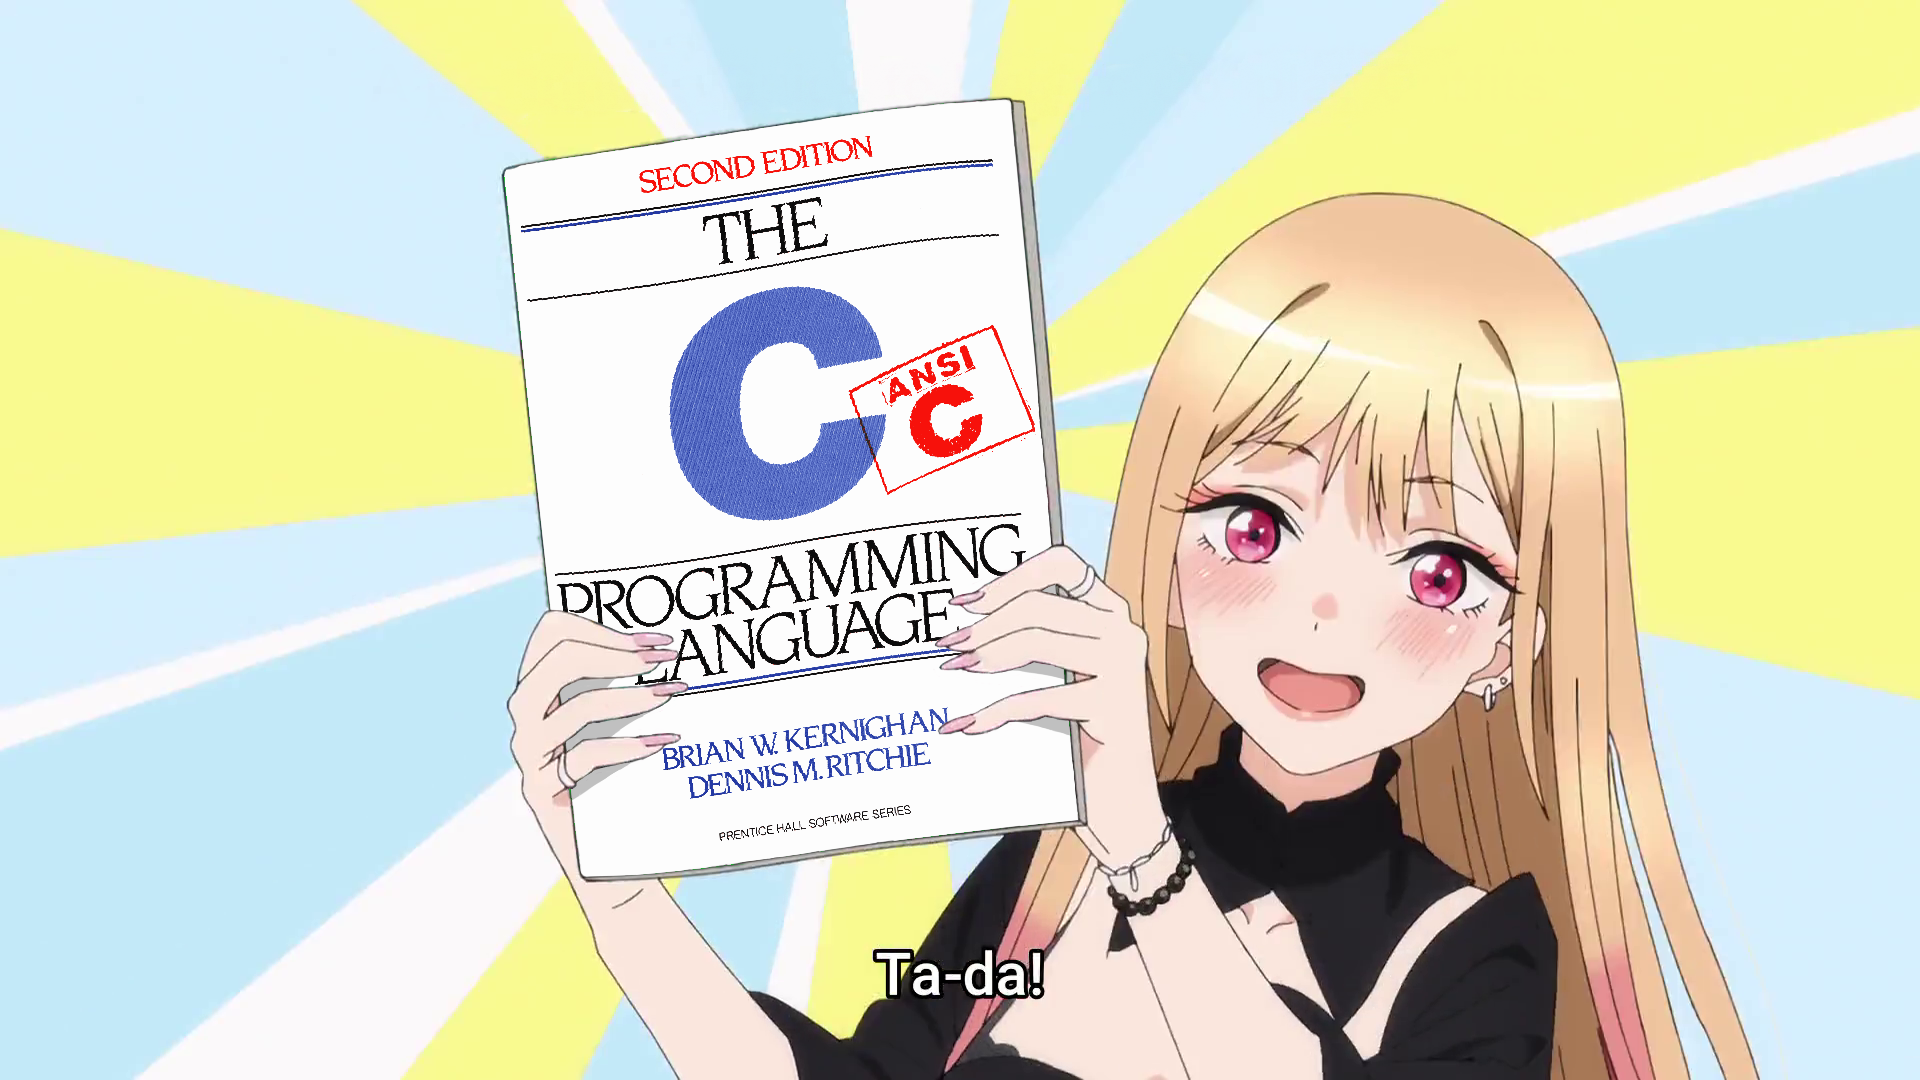 SECOND EDITION
THE
C
ANSI
C
PROGRAMMING
LANGUAGE
BRIAN W. KERNIGHAN
DENNIS M. RITCHIE
PRENTICE HALL SOFTWARE SERIES
Ta-da!